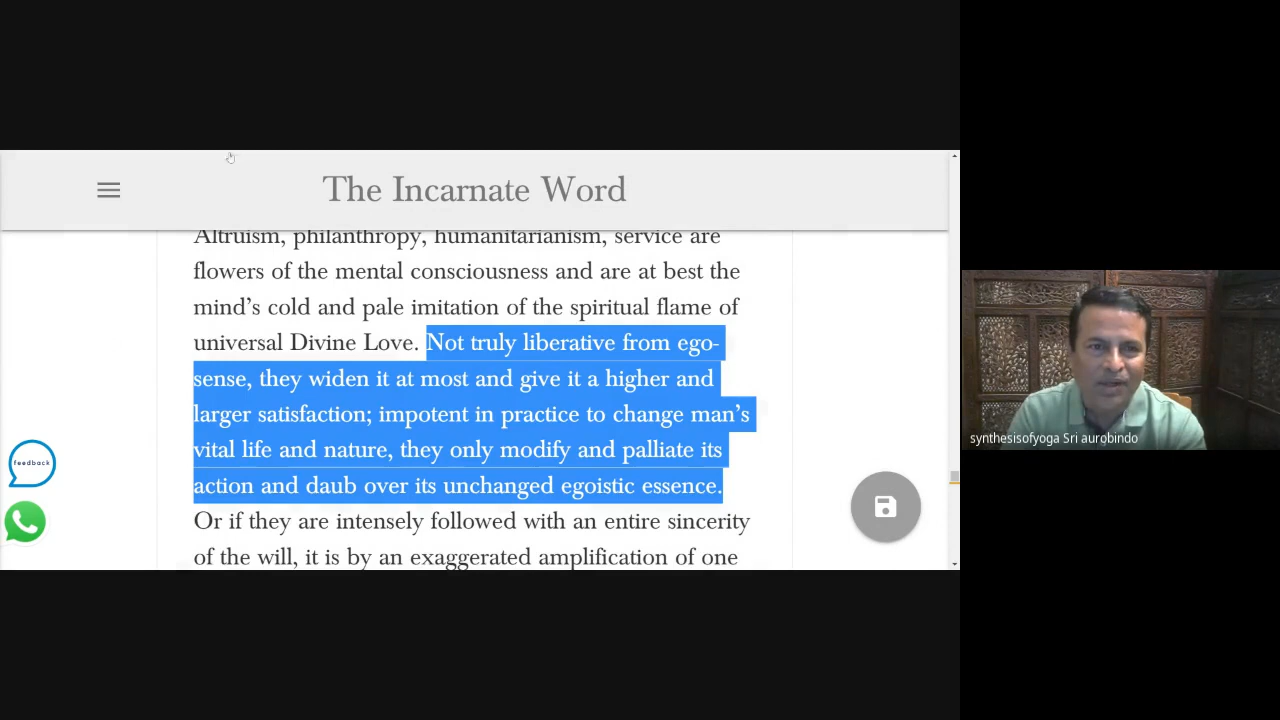 The Incarnate Word
Altruism, philanthropy, humanitarianism, service are
flowers of the mental consciousness and are at best the
mind’s cold and pale imitation of the spiritual flame of
universal Divine Love. Not truly liberative from ego-
sense, they widen it at most and give it a higher and
larger satisfaction; impotent in practice to change man’s
vital life and nature, they only modify and palliate its
action and daub over its unchanged egoistic essence.
Or if they are intensely followed with an entire sincerity
of the will, it is by an exaggerated amplification of one
feedback
synthesisofyoga Sri aurobindo